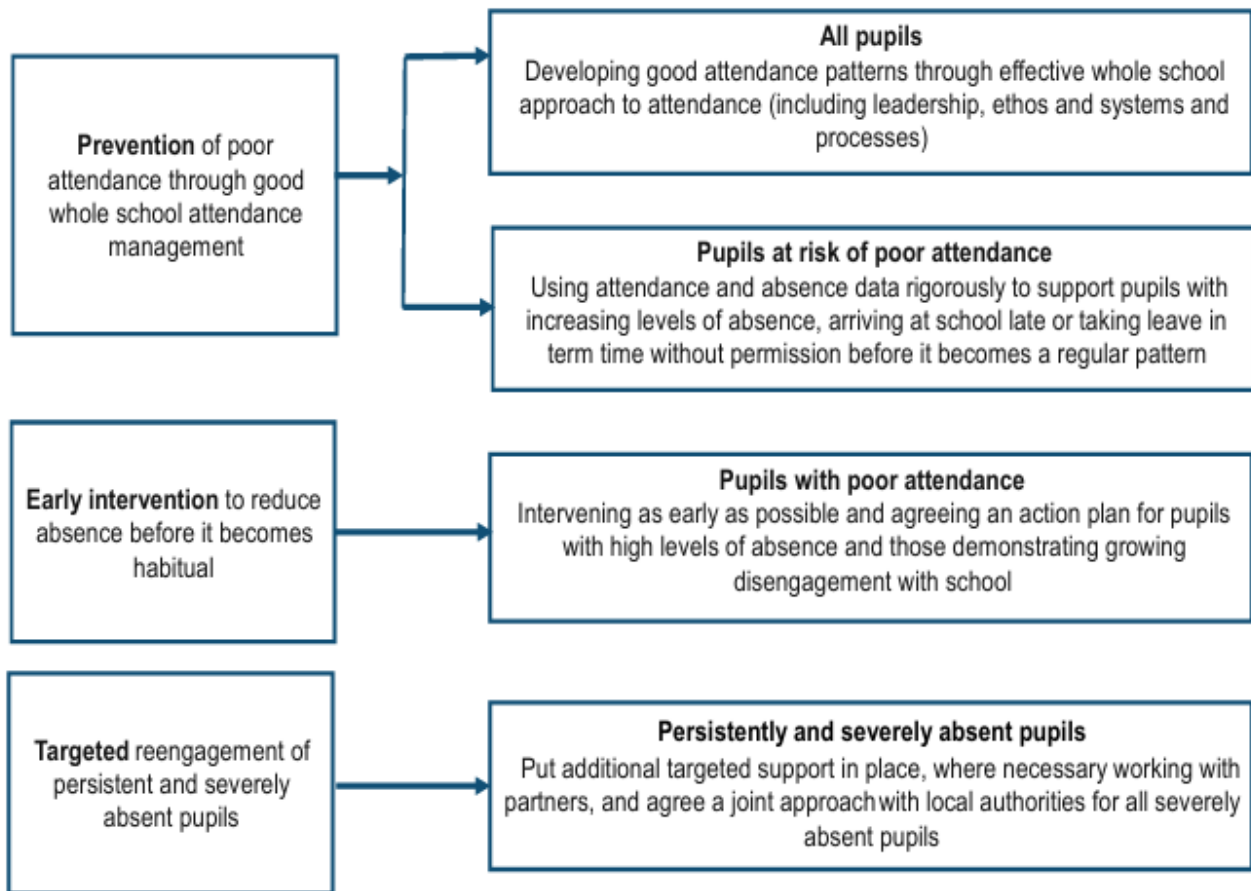 Prevention of poor
attendance through good
whole school attendance
management
All pupils
Developing good attendance patterns through effective whole school
approach to attendance (including leadership, ethos and systems and
processes)
Pupils at risk of poor attendance
Using attendance and absence data rigorously to support pupils with
increasing levels of absence, arriving at school late or taking leave in
term time without permission before it becomes a regular pattern
Early intervention to reduce
absence before it becomes
habitual
Pupils with poor attendance
Intervening as early as possible and agreeing an action plan for pupils
with high levels of absence and those demonstrating growing
disengagement with school
Targeted reengagement of
persistent and severely
absent pupils
Persistently and severely absent pupils
Put additional targeted support in place, where necessary working with
partners, and agree a joint approach with local authorities for all severely
absent pupils